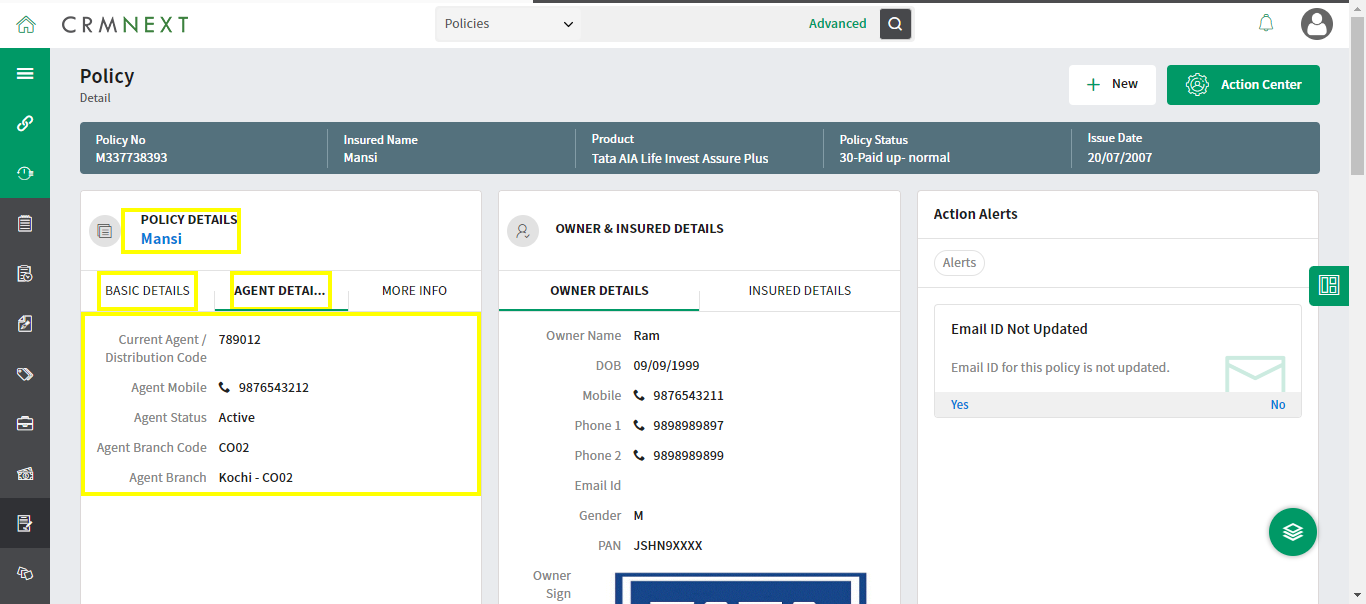 CRMNEXT
Policies
Advanced
Policy
Detail
New
Action Center
Policy No
M337738393
Insured Name
Mansi
Product
Tata AIA Life Invest Assure Plus
Policy Status
30-Paid up- normal
Issue Date
20/07/2007
POLICY DETAILS
Mansi
BASIC DETAILS
AGENT DETAI...
MORE INFO
Current Agent / 789012
Distribution Code
Agent Mobile 9876543212
Agent Status Active
Agent Branch Code CO02
Agent Branch Kochi - CO02
OWNER & INSURED DETAILS
OWNER DETAILS
INSURED DETAILS
Owner Name Ram
DOB 09/09/1999
Mobile 9876543211
Phone 1 9898989897
Phone 2 9898989899
Email Id
Gender M
PAN JSHN9XXXX
Owner
Sign
Action Alerts
Alerts
Email ID Not Updated
Email ID for this policy is not updated.
Yes No